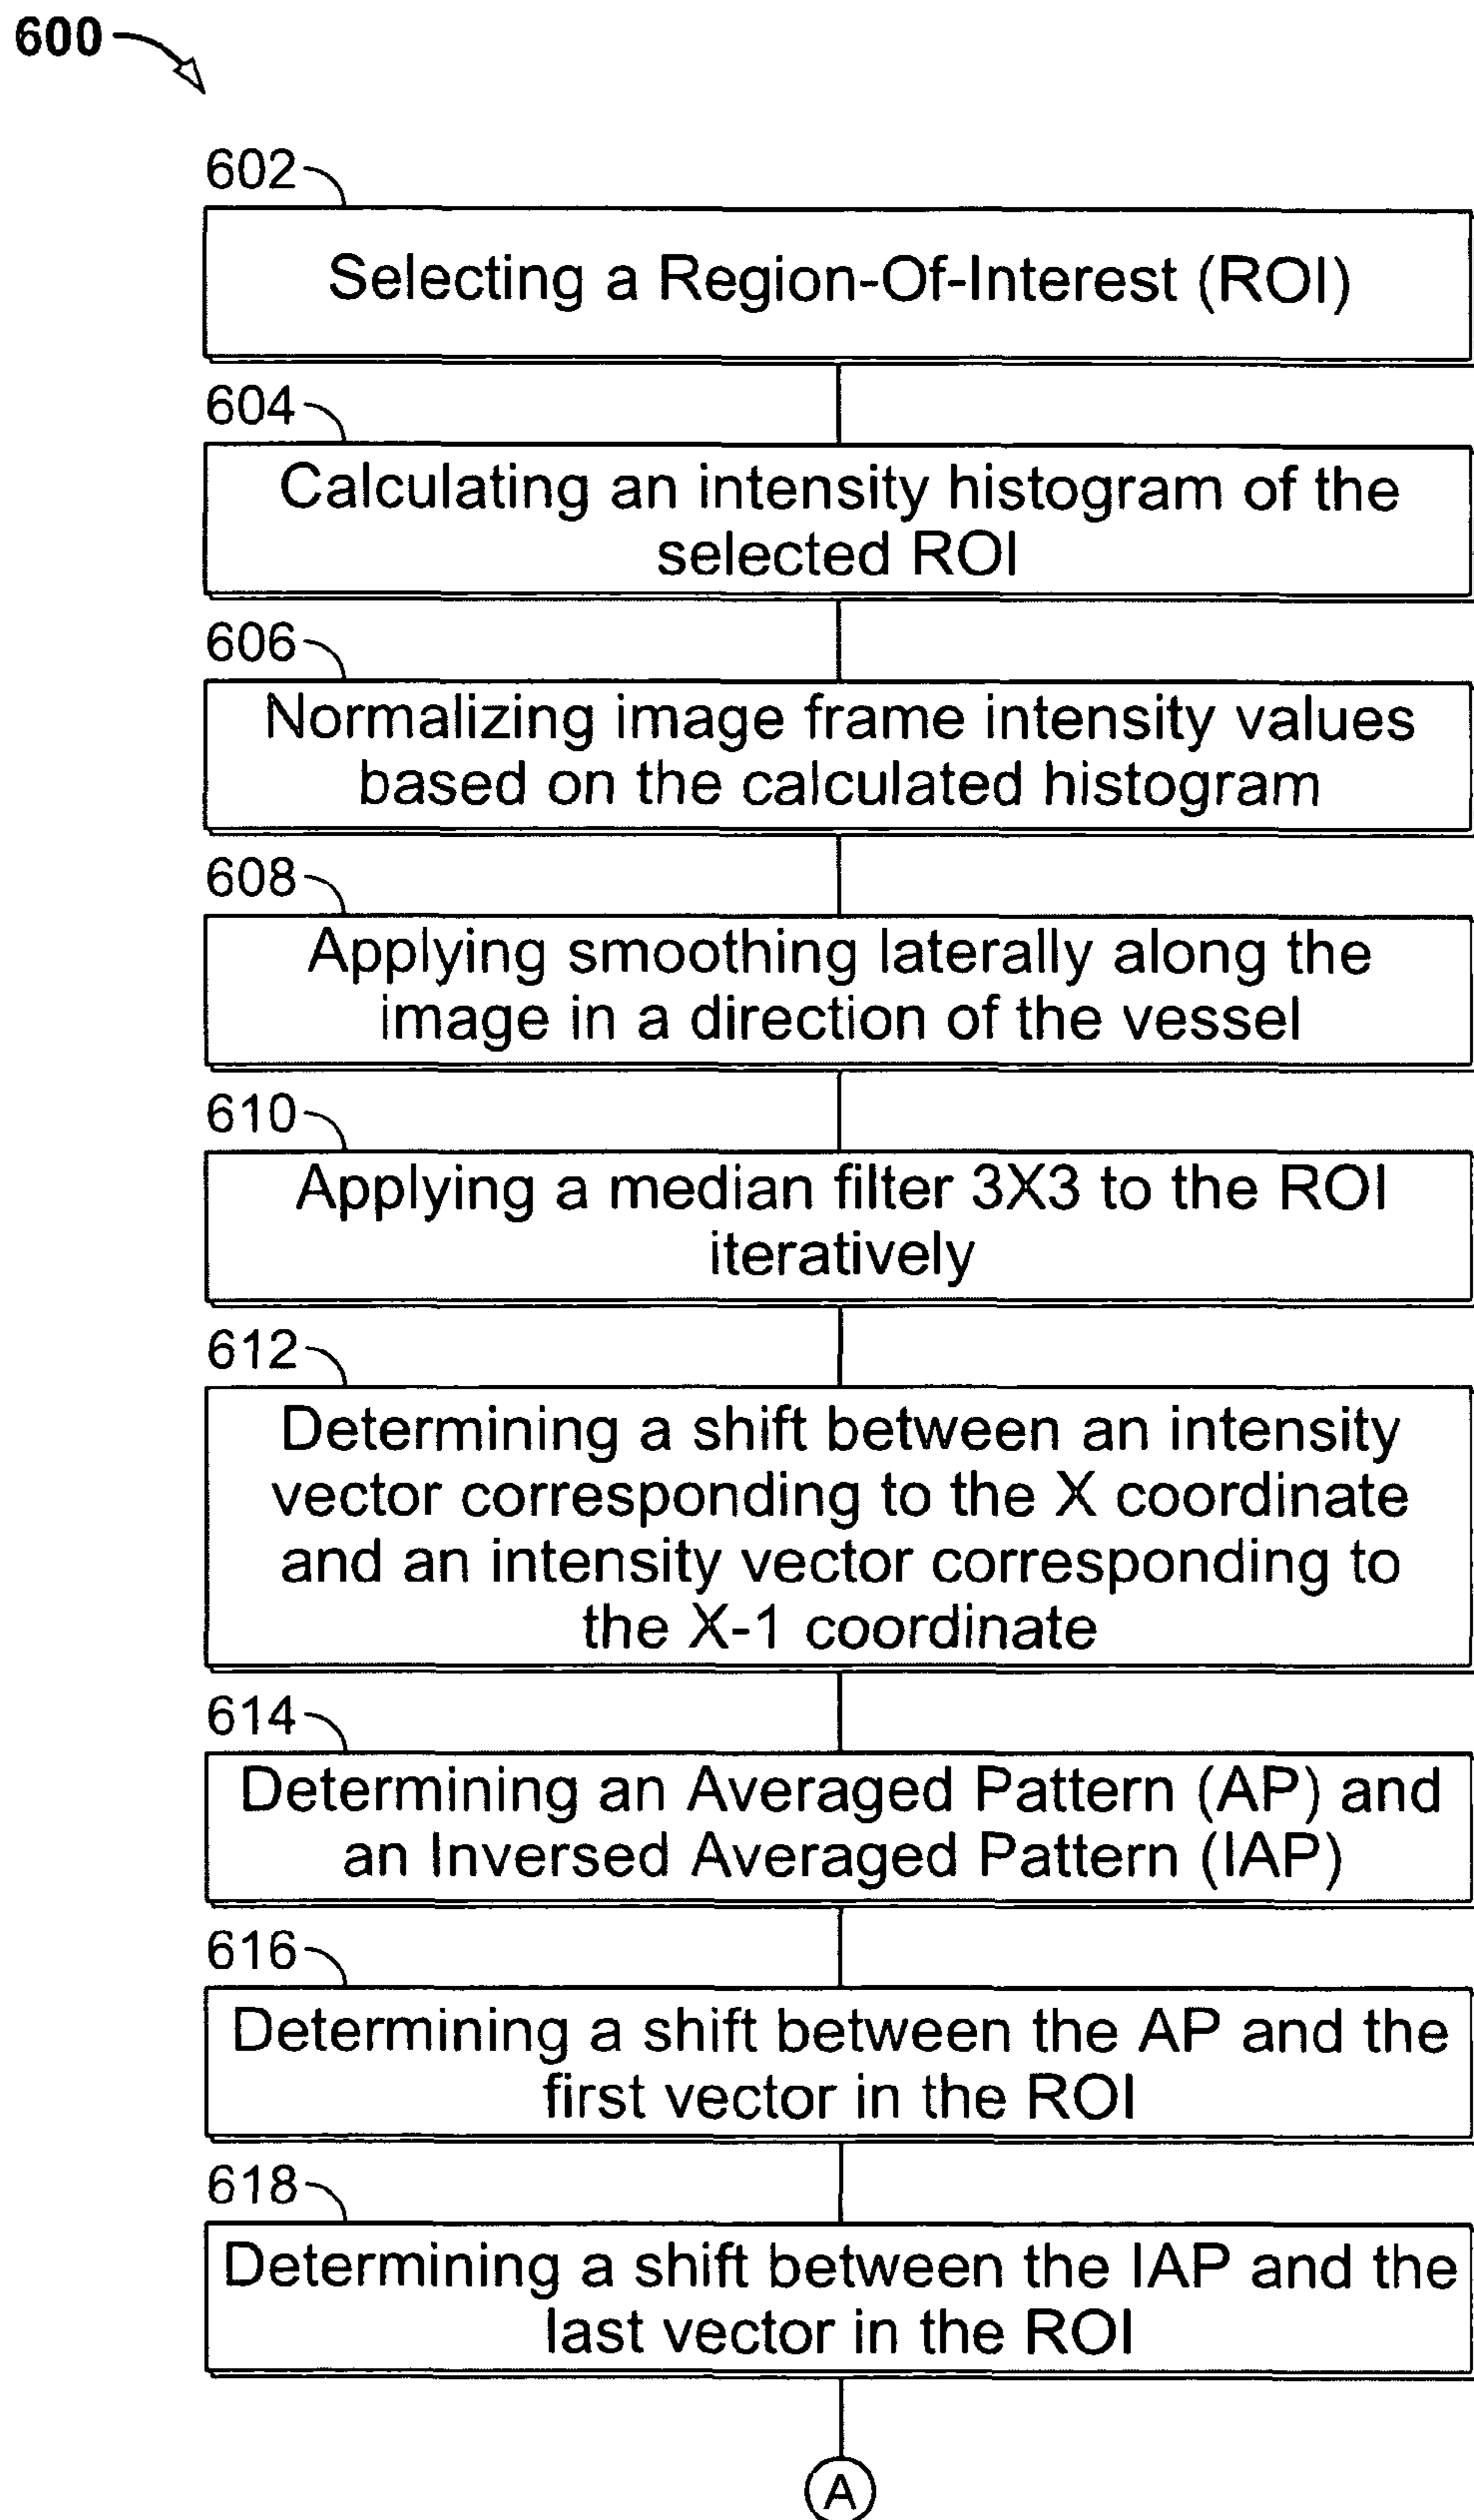 600
602
Selecting a Region-Of-Interest (ROI)
604
Calculating an intensity histogram of the
selected ROI
606
Normalizing image frame intensity values
based on the calculated histogram
608
Applying smoothing laterally along the
image in a direction of the vessel
610
Applying a median filter 3X3 to the ROI
iteratively
612
Determining a shift between an intensity
vector corresponding to the X coordinate
and an intensity vector corresponding to
the X-1 coordinate
614
Determining an Averaged Pattern (AP) and
an Inversed Averaged Pattern (IAP)
616
Determining a shift between the AP and the
first vector in the ROI
618
Determining a shift between the IAP and the
last vector in the ROI
A